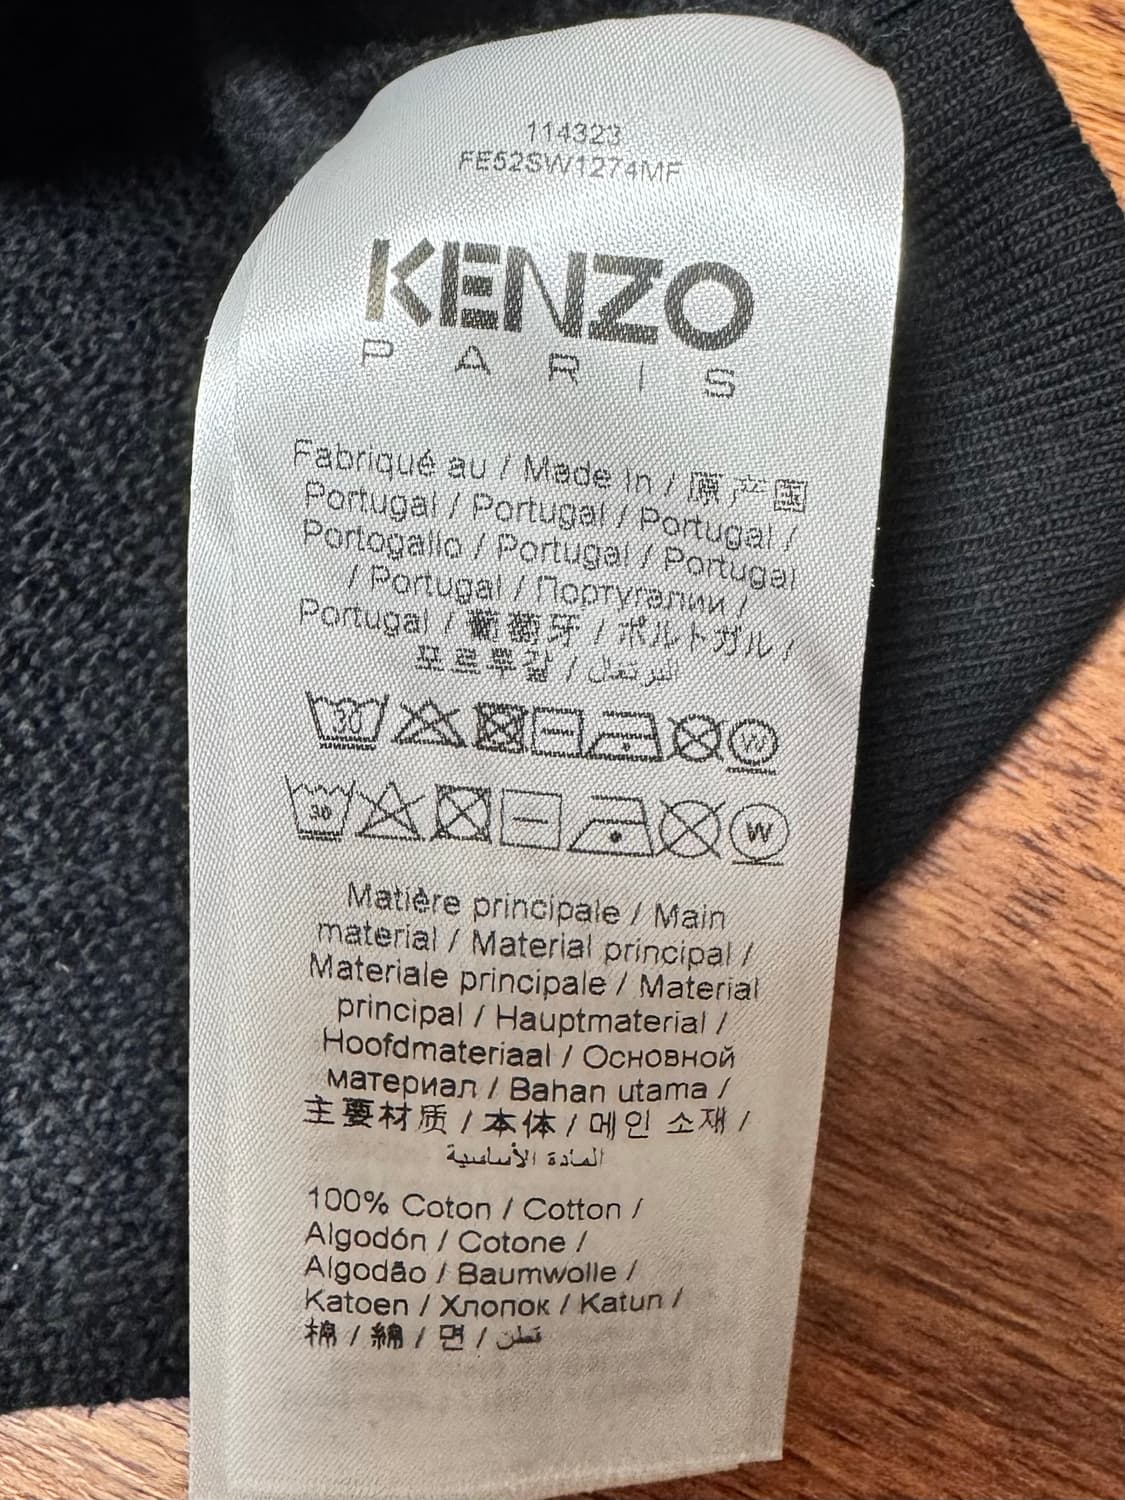 114323
FE52SW1274MF
KENZO
PARIS
Fabriqué au / Made In / 原产国
Portugal / Portugal / Portugal /
Portogallo / Portugal / Portugal
/ Portugal / Португалии /
Portugal / 葡萄牙 / ポルトガル /
포르투갈 / البرتغال
30 W
30 W
Matière principale / Main
material / Material principal /
Materiale principale / Material
principal / Hauptmaterial /
Hoofdmateriaal / Основной
материал / Bahan utama /
主要材质 / 本体 / 메인 소재 /
المادة الأساسية
100% Coton / Cotton /
Algodón / Cotone /
Algodão / Baumwolle /
Katoen / Хлопок / Katun /
棉 / 綿 / 면 / قطن